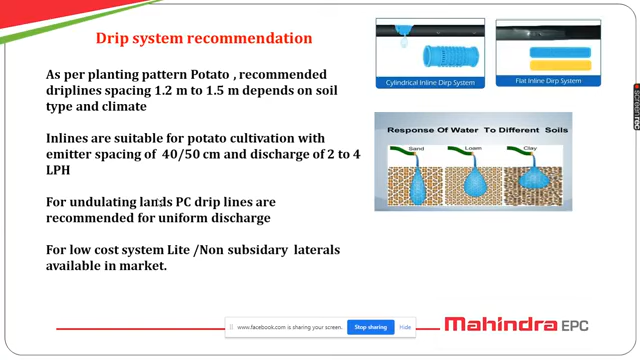 Drip system recommendation
As per planting pattern Potato , recommended
driplines spacing 1.2 m to 1.5 m depends on soil
type and climate
Inlines are suitable for potato cultivation with
emitter spacing of 40/50 cm and discharge of 2 to 4
LPH
For undulating lands PC drip lines are
recommended for uniform discharge
For low cost system Lite /Non subsidary laterals
available in market.
Cylindrical Inline Dirp System
Flat Inline Dirp System
Response Of Water To Different Soils
Sand Loam Clay
www.facebook.com is sharing your screen.
Stop sharing
Hide
Mahindra EPC